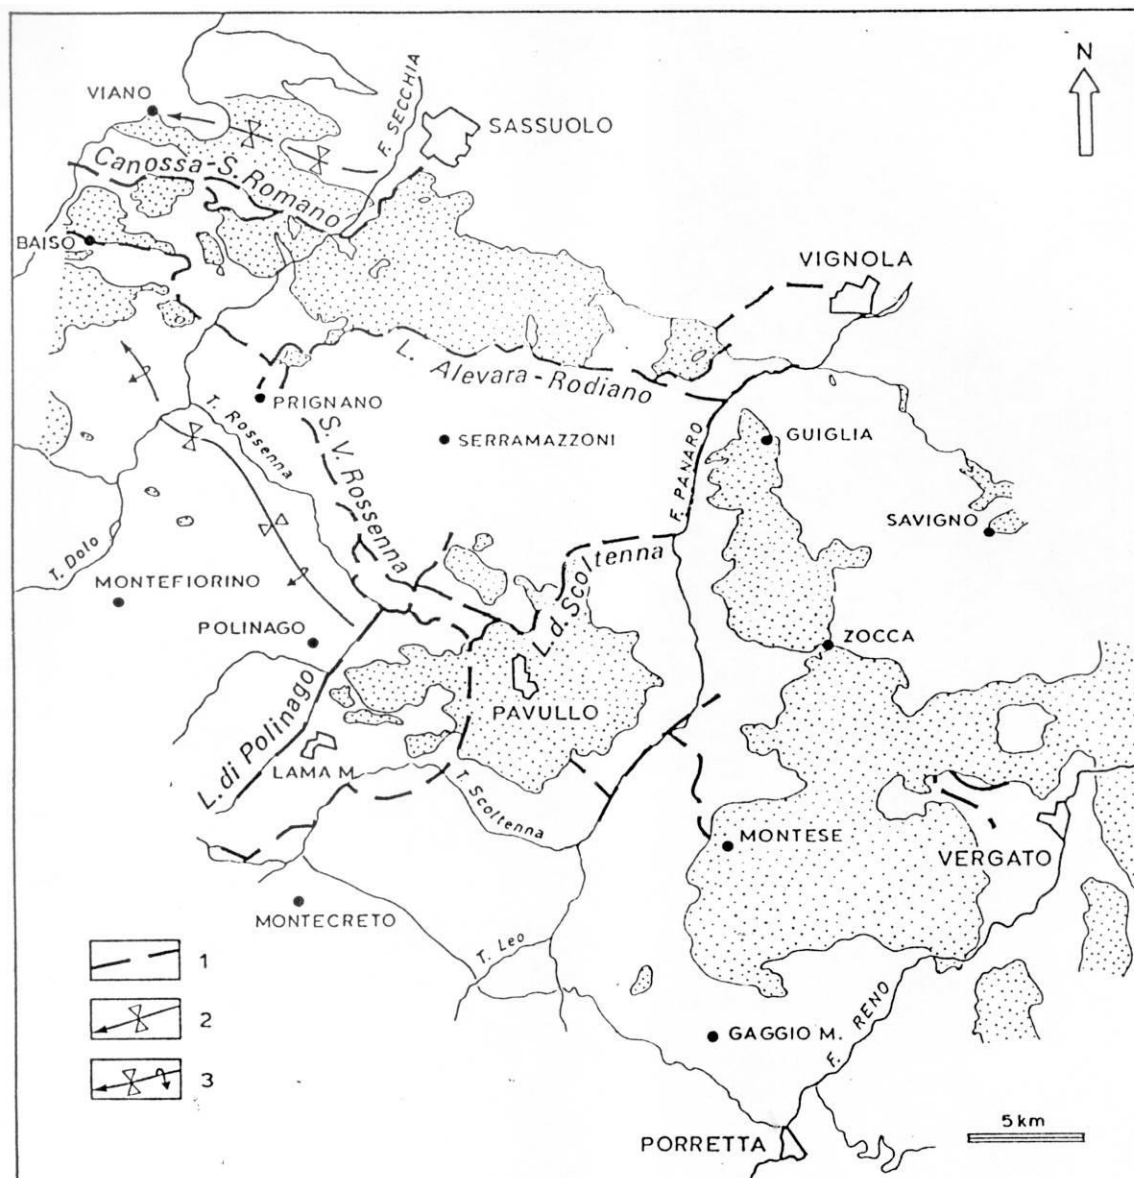 N
VIANO
F. SECCHIA
SASSUOLO
Canossa-S. Romano
BAISO
VIGNOLA
L. Alevara-Rodiano
PRIGNANO
T. Rossenna
S. V. Rossenna
SERRAMAZZONI
F. PANARO
GUIGLIA
SAVIGNO
T. Dolo
MONTEFIORINO
L. d. Scoltenna
POLINAGO
ZOCCA
PAVULLO
L. di Polinago
LAMA M.
T. Scoltenna
MONTESE
VERGATO
MONTECRETO
T. Leo
1
2
3
GAGGIO M.
F. RENO
5 km
PORRETTA